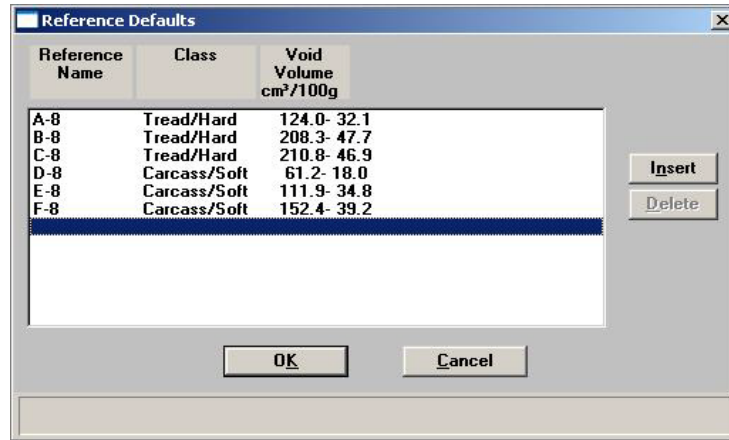 Reference Defaults
Reference Name Class Void Volume cm³/100g
A-8 Tread/Hard 124.0- 32.1
B-8 Tread/Hard 208.3- 47.7
C-8 Tread/Hard 210.8- 46.9
D-8 Carcass/Soft 61.2- 18.0
E-8 Carcass/Soft 111.9- 34.8
F-8 Carcass/Soft 152.4- 39.2
Insert
Delete
OK
Cancel